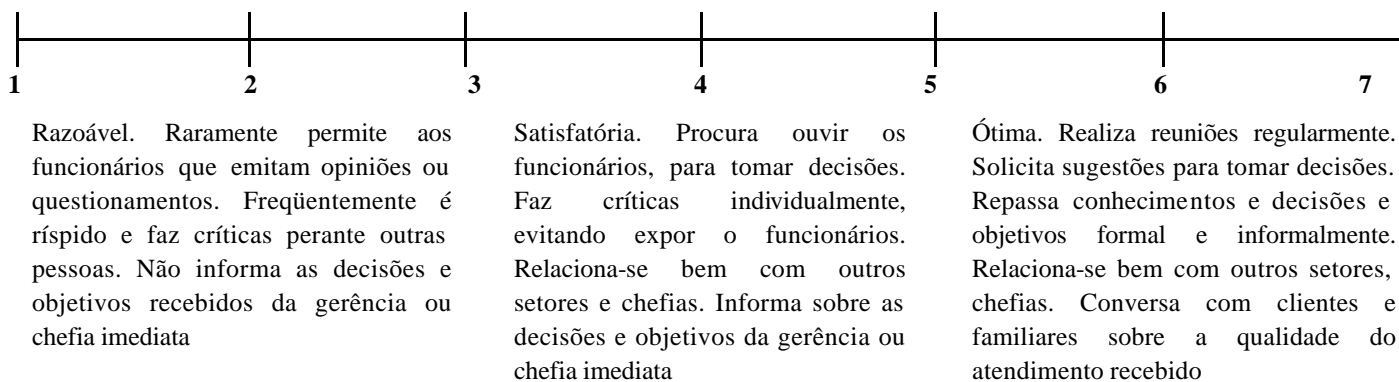 1 2 3 4 5 6 7
Razoável. Raramente permite aos
funcionários que emitam opiniões ou
questionamentos. Freqüentemente é
ríspido e faz críticas perante outras
pessoas. Não informa as decisões e
objetivos recebidos da gerência ou
chefia imediata
Satisfatória. Procura ouvir os
funcionários, para tomar decisões.
Faz críticas individualmente,
evitando expor o funcionários.
Relaciona-se bem com outros
setores e chefias. Informa sobre as
decisões e objetivos da gerência ou
chefia imediata
Ótima. Realiza reuniões regularmente.
Solicita sugestões para tomar decisões.
Repassa conhecimentos e decisões e
objetivos formal e informalmente.
Relaciona-se bem com outros setores,
chefias. Conversa com clientes e
familiares sobre a qualidade do
atendimento recebido